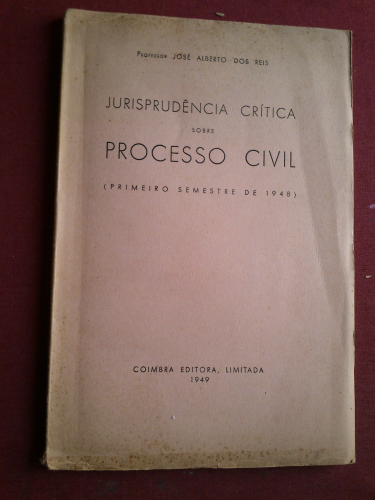 Professor JOSÉ ALBERTO DOS REIS
JURISPRUDÊNCIA CRÍTICA
SOBRE
PROCESSO CIVIL
(PRIMEIRO SEMESTRE DE 1948)
COIMBRA EDITORA, LIMITADA
1949